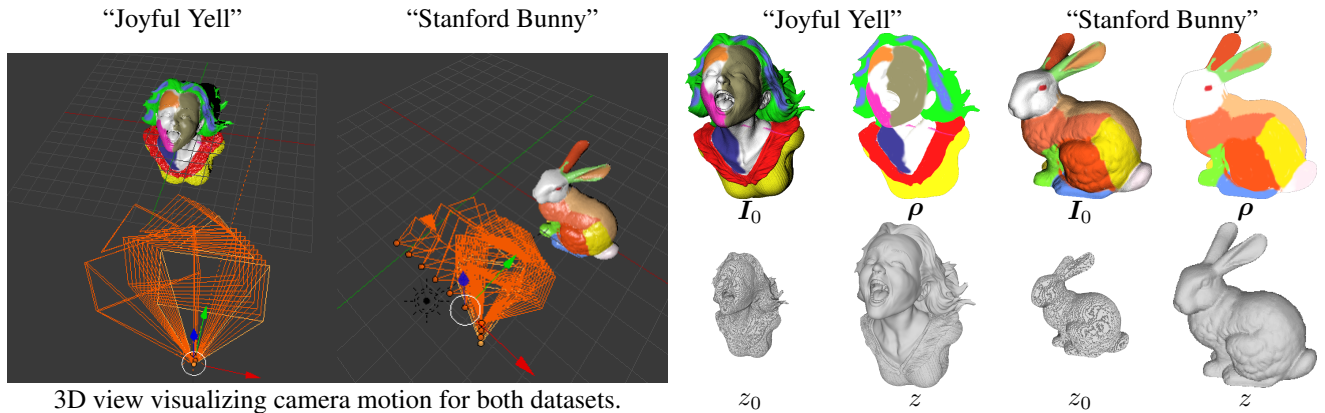 “Joyful Yell” “Stanford Bunny” “Joyful Yell” “Stanford Bunny”
I₀ ρ I₀ ρ
z₀ z z₀ z
3D view visualizing camera motion for both datasets.